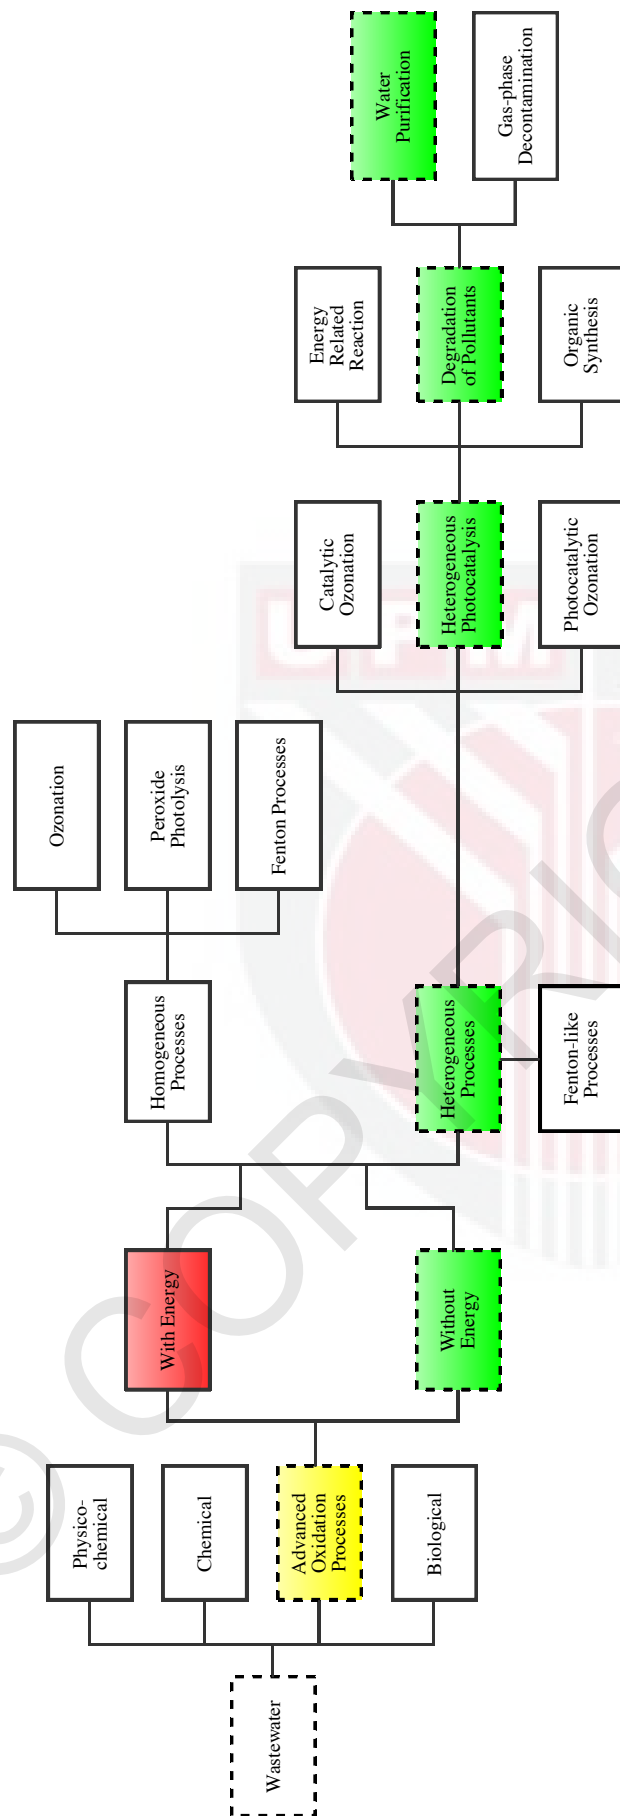 Wastewater
Physico-
chemical
Chemical
Advanced
Oxidation
Processes
Biological
With Energy
Without
Energy
Homogeneous
Processes
Heterogeneous
Processes
Fenton-like
Processes
Ozonation
Peroxide
Photolysis
Fenton Processes
Catalytic
Ozonation
Heterogeneous
Photocatalysis
Photocatalytic
Ozonation
Energy
Related
Reaction
Degradation
of Pollutants
Organic
Synthesis
Water
Purification
Gas-phase
Decontamination
© COPYRIG
UPM